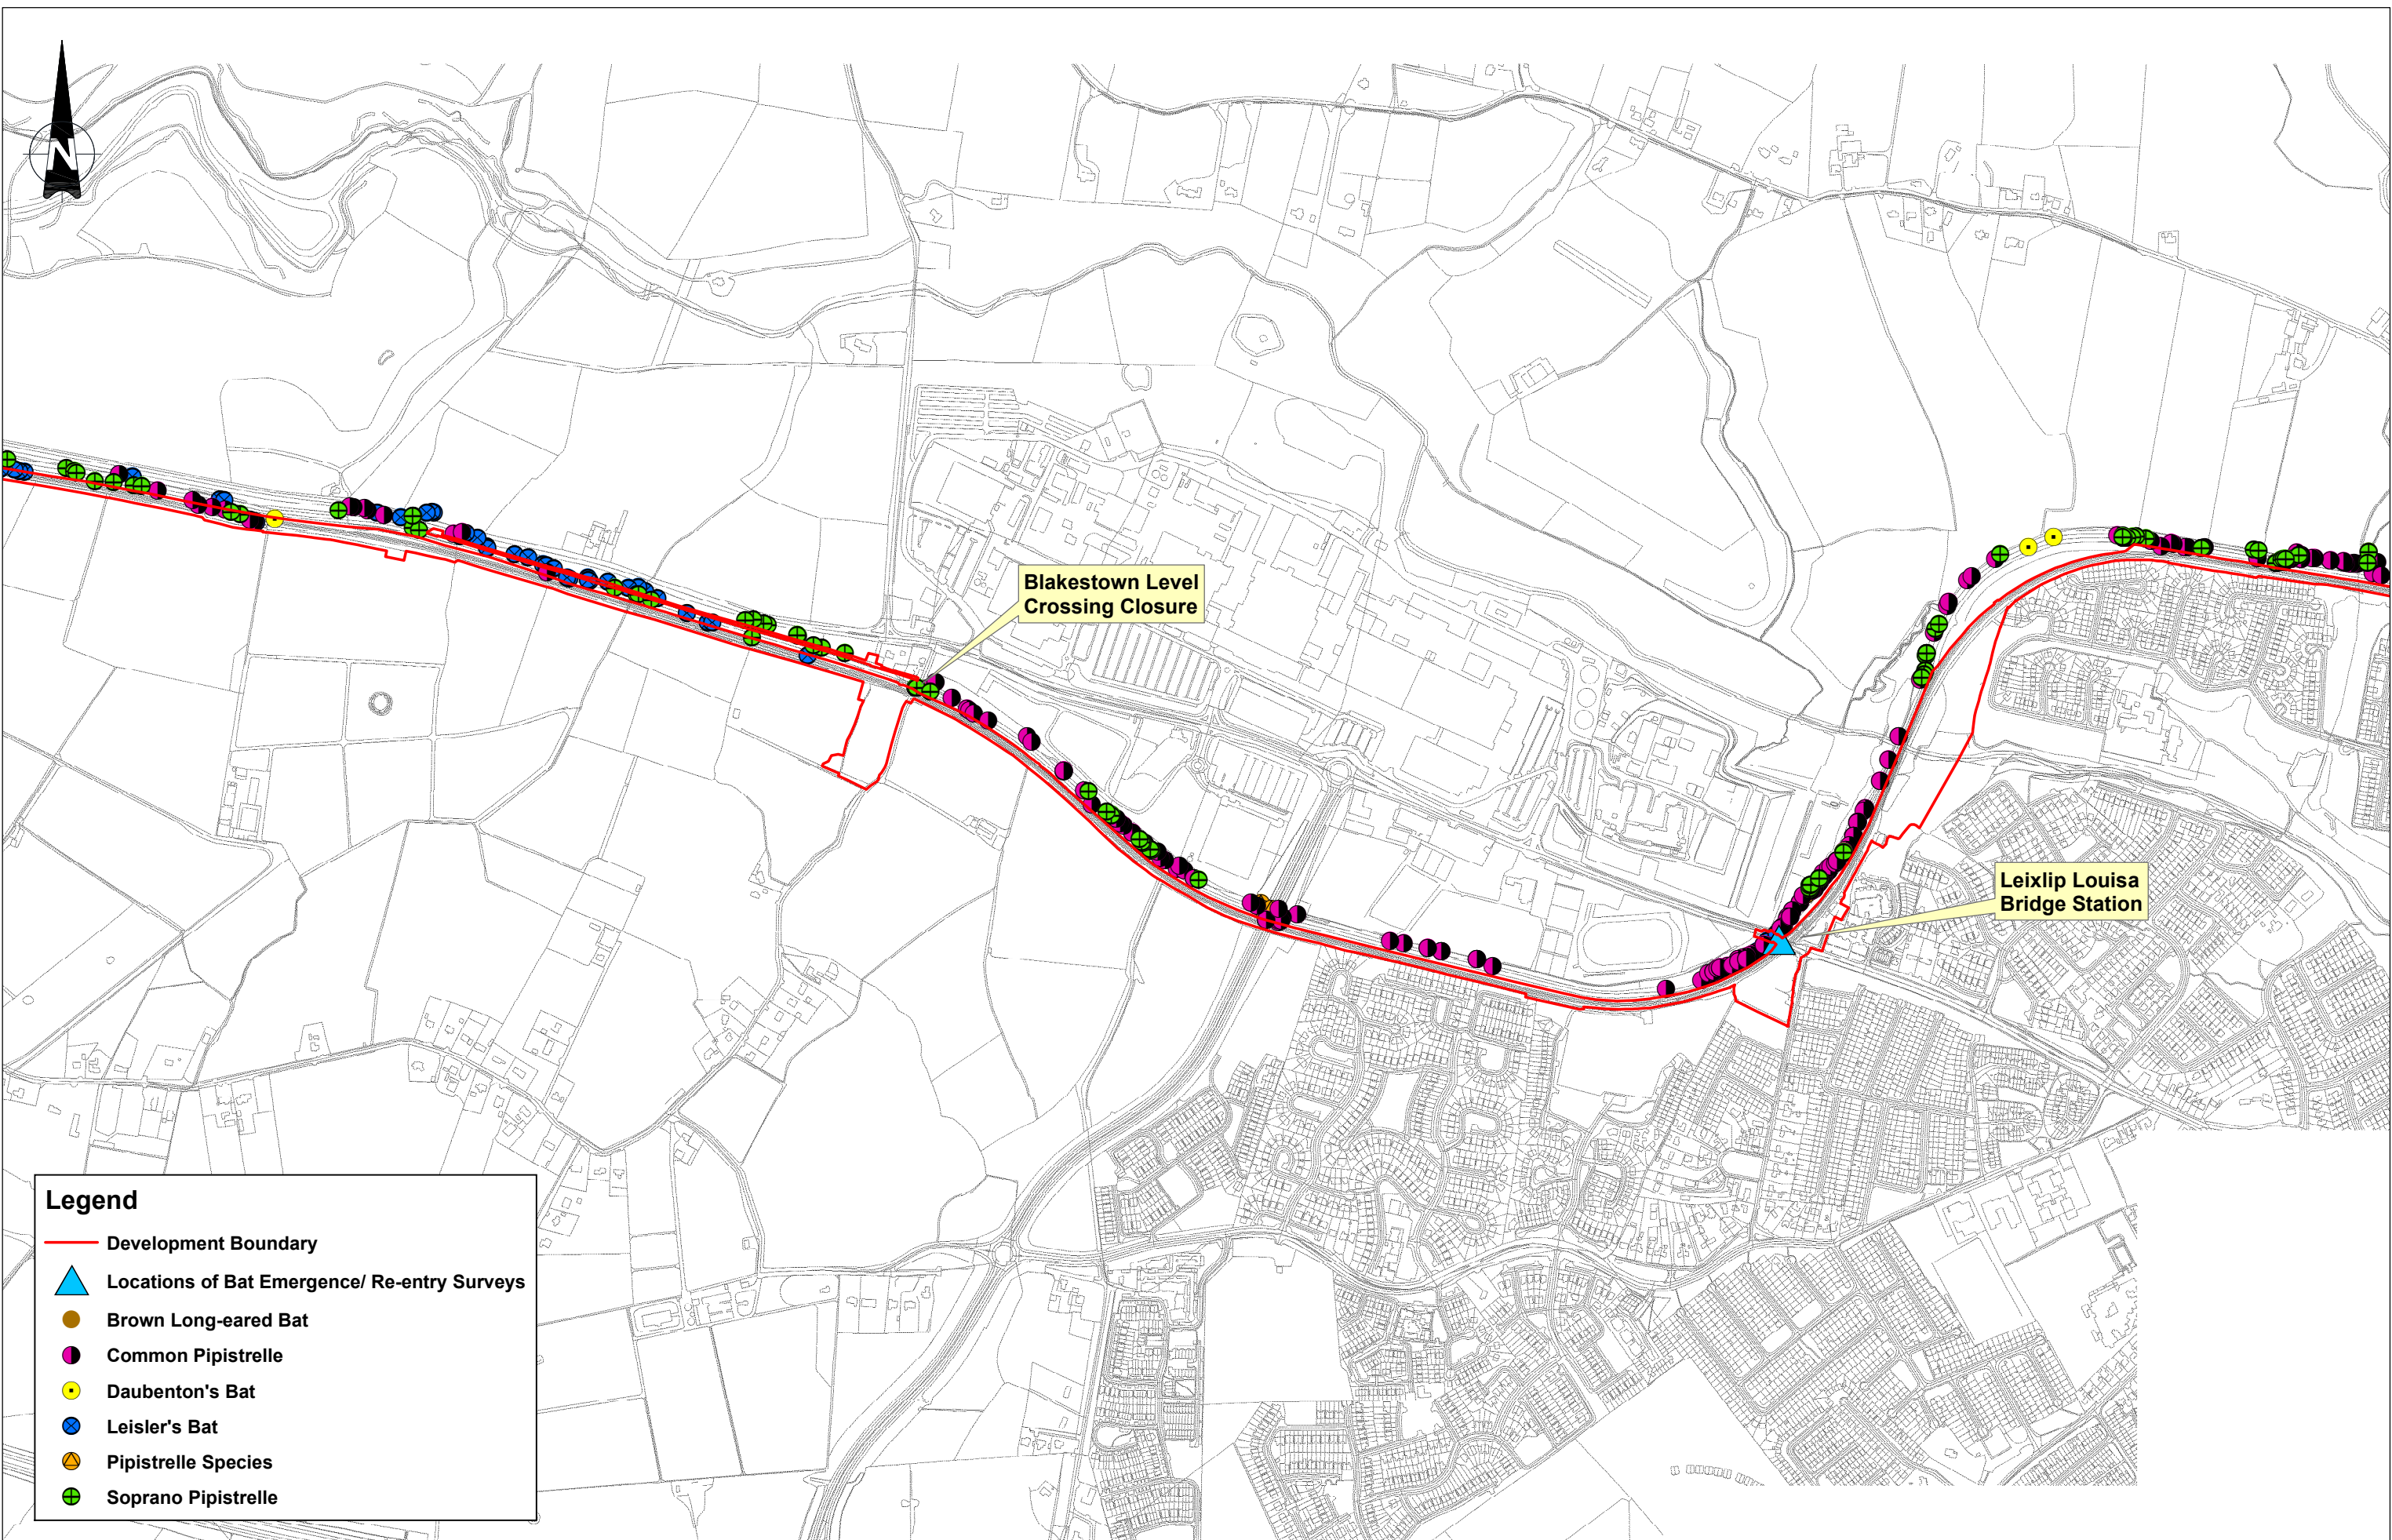 N
Blakestown Level
Crossing Closure
Leixlip Louisa
Bridge Station
Legend
Development Boundary
Locations of Bat Emergence/ Re-entry Surveys
Brown Long-eared Bat
Common Pipistrelle
Daubenton's Bat
Leisler's Bat
Pipistrelle Species
Soprano Pipistrelle